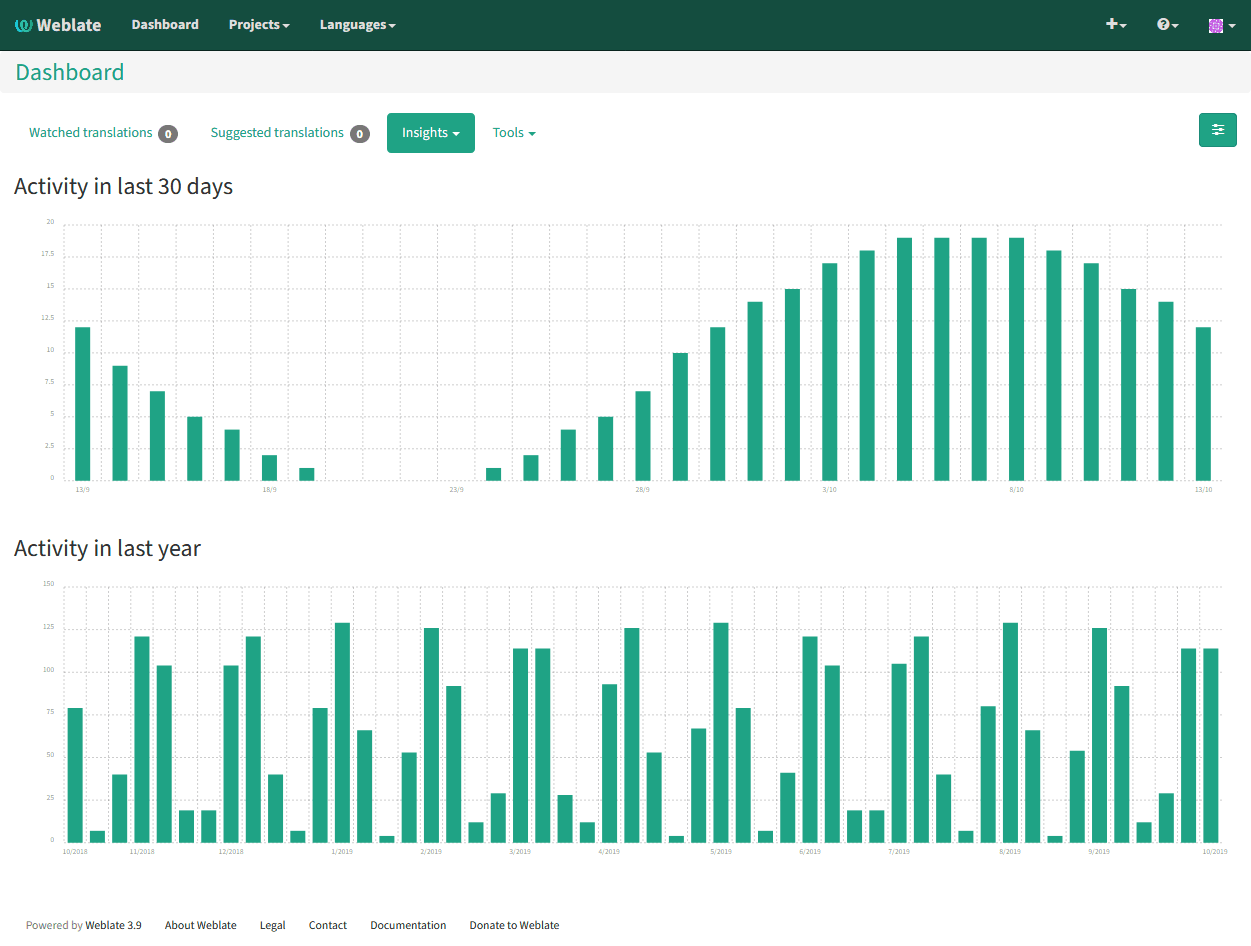 Weblate Dashboard Projects Languages
Dashboard
Watched translations 0 Suggested translations 0 Insights Tools
Activity in last 30 days
20
17.5
15
12.5
10
7.5
5
2.5
0
13/9 18/9 23/9 28/9 3/10 8/10 13/10
Activity in last year
150
125
100
75
50
25
0
10/2018 11/2018 12/2018 1/2019 2/2019 3/2019 4/2019 5/2019 6/2019 7/2019 8/2019 9/2019 10/2019
Powered by Weblate 3.9 About Weblate Legal Contact Documentation Donate to Weblate